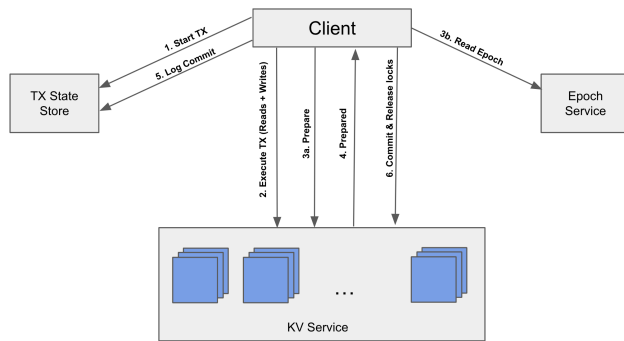 Client
1. Start TX
5. Log Commit
3b. Read Epoch
TX State
Store
Epoch
Service
2. Execute TX (Reads + Writes)
3a. Prepare
4. Prepared
6. Commit & Release locks
...
KV Service